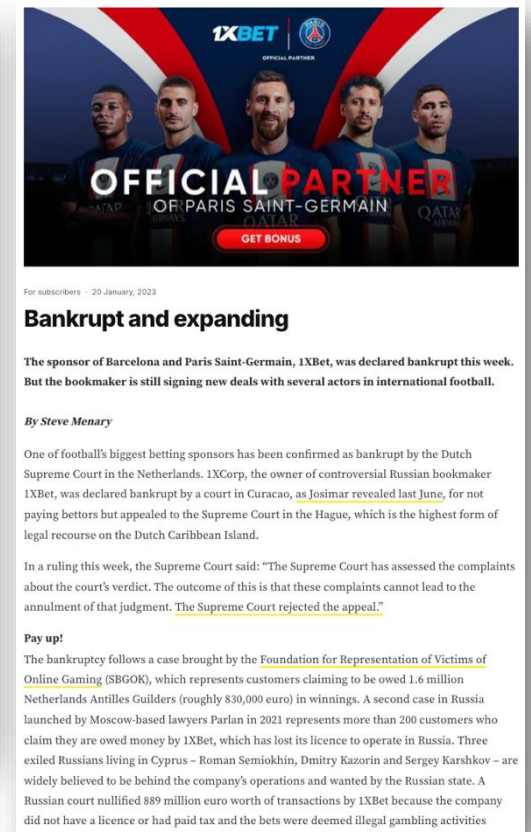 1XBET
PARIS
OFFICIAL PARTNER
OFFICIAL PARTNER
OF PARIS SAINT-GERMAIN
QATAR
QATAR
GET BONUS
For subscribers · 20 January, 2023
Bankrupt and expanding
The sponsor of Barcelona and Paris Saint-Germain, 1XBet, was declared bankrupt this week.
But the bookmaker is still signing new deals with several actors in international football.
By Steve Menary
One of football’s biggest betting sponsors has been confirmed as bankrupt by the Dutch
Supreme Court in the Netherlands. 1XCorp, the owner of controversial Russian bookmaker
1XBet, was declared bankrupt by a court in Curacao, as Josimar revealed last June, for not
paying bettors but appealed to the Supreme Court in the Hague, which is the highest form of
legal recourse on the Dutch Caribbean Island.
In a ruling this week, the Supreme Court said: “The Supreme Court has assessed the complaints
about the court’s verdict. The outcome of this is that these complaints cannot lead to the
annulment of that judgment. The Supreme Court rejected the appeal.”
Pay up!
The bankruptcy follows a case brought by the Foundation for Representation of Victims of
Online Gaming (SBGOK), which represents customers claiming to be owed 1.6 million
Netherlands Antilles Guilders (roughly 830,000 euro) in winnings. A second case in Russia
launched by Moscow-based lawyers Parlan in 2021 represents more than 200 customers who
claim they are owed money by 1XBet, which has lost its licence to operate in Russia. Three
exiled Russians living in Cyprus – Roman Semiokhin, Dmitry Kazorin and Sergey Karshkov – are
widely believed to be behind the company’s operations and wanted by the Russian state. A
Russian court nullified 889 million euro worth of transactions by 1XBet because the company
did not have a licence or had paid tax and the bets were deemed illegal gambling activities